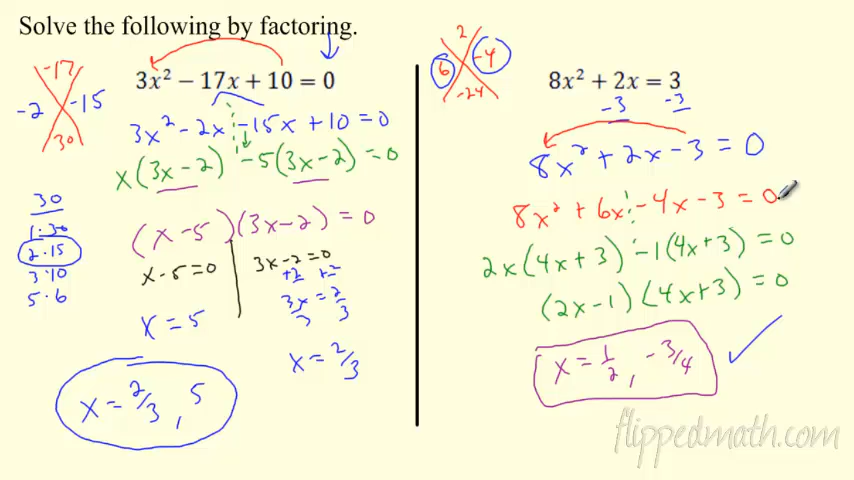 Solve the following by factoring.
3x² − 17x + 10 = 0
-17
-2 -15
30
3x² - 2x - 15x + 10 = 0
x(3x-2) -5(3x-2) = 0
(x-5)(3x-2) = 0
30
1·30
2·15
3·10
5·6
x-5=0
x=5
3x-2=0
+2 +2
3x = 2
3 3
x = 2/3
x = 2/3, 5
2
6 -4
-24
8x² + 2x = 3
-3 -3
8x² + 2x - 3 = 0
8x² + 6x - 4x - 3 = 0
2x(4x+3) -1(4x+3) = 0
(2x-1)(4x+3) = 0
x = 1/2, -3/4
flippedmath.com